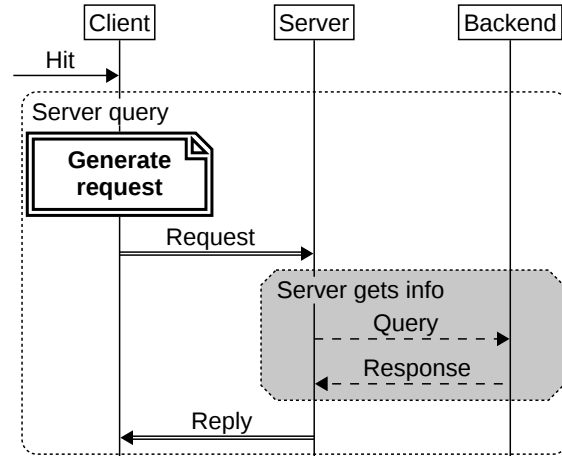 Client
Server
Backend
Hit
Server query
Generate
request
Request
Server gets info
Query
Response
Reply